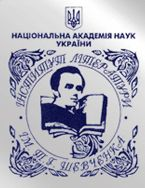 НАЦІОНАЛЬНА АКАДЕМІЯ НАУК
УКРАЇНИ
ІНСТИТУТ ЛІТЕРАТУРИ
ІМ. Т.Г. ШЕВЧЕНКА